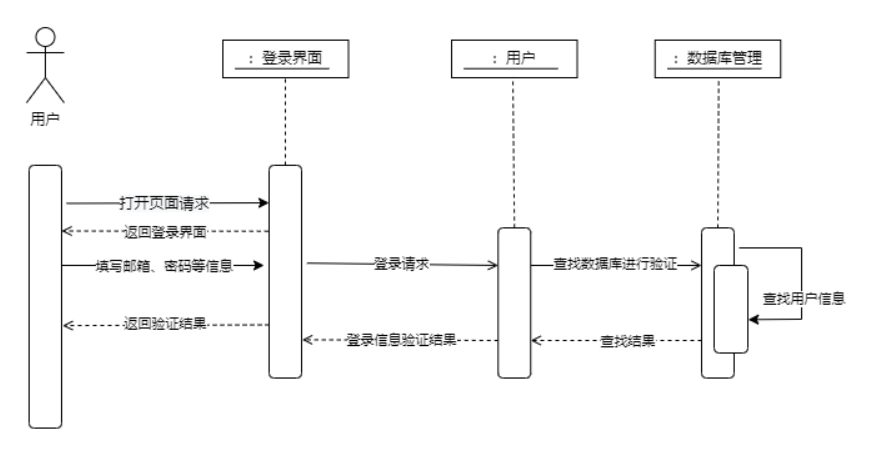 ：登录界面
：用户
：数据库管理
用户
打开页面请求
返回登录界面
填写邮箱、密码等信息
登录请求
查找数据库进行验证
查找用户信息
返回验证结果
登录信息验证结果
查找结果